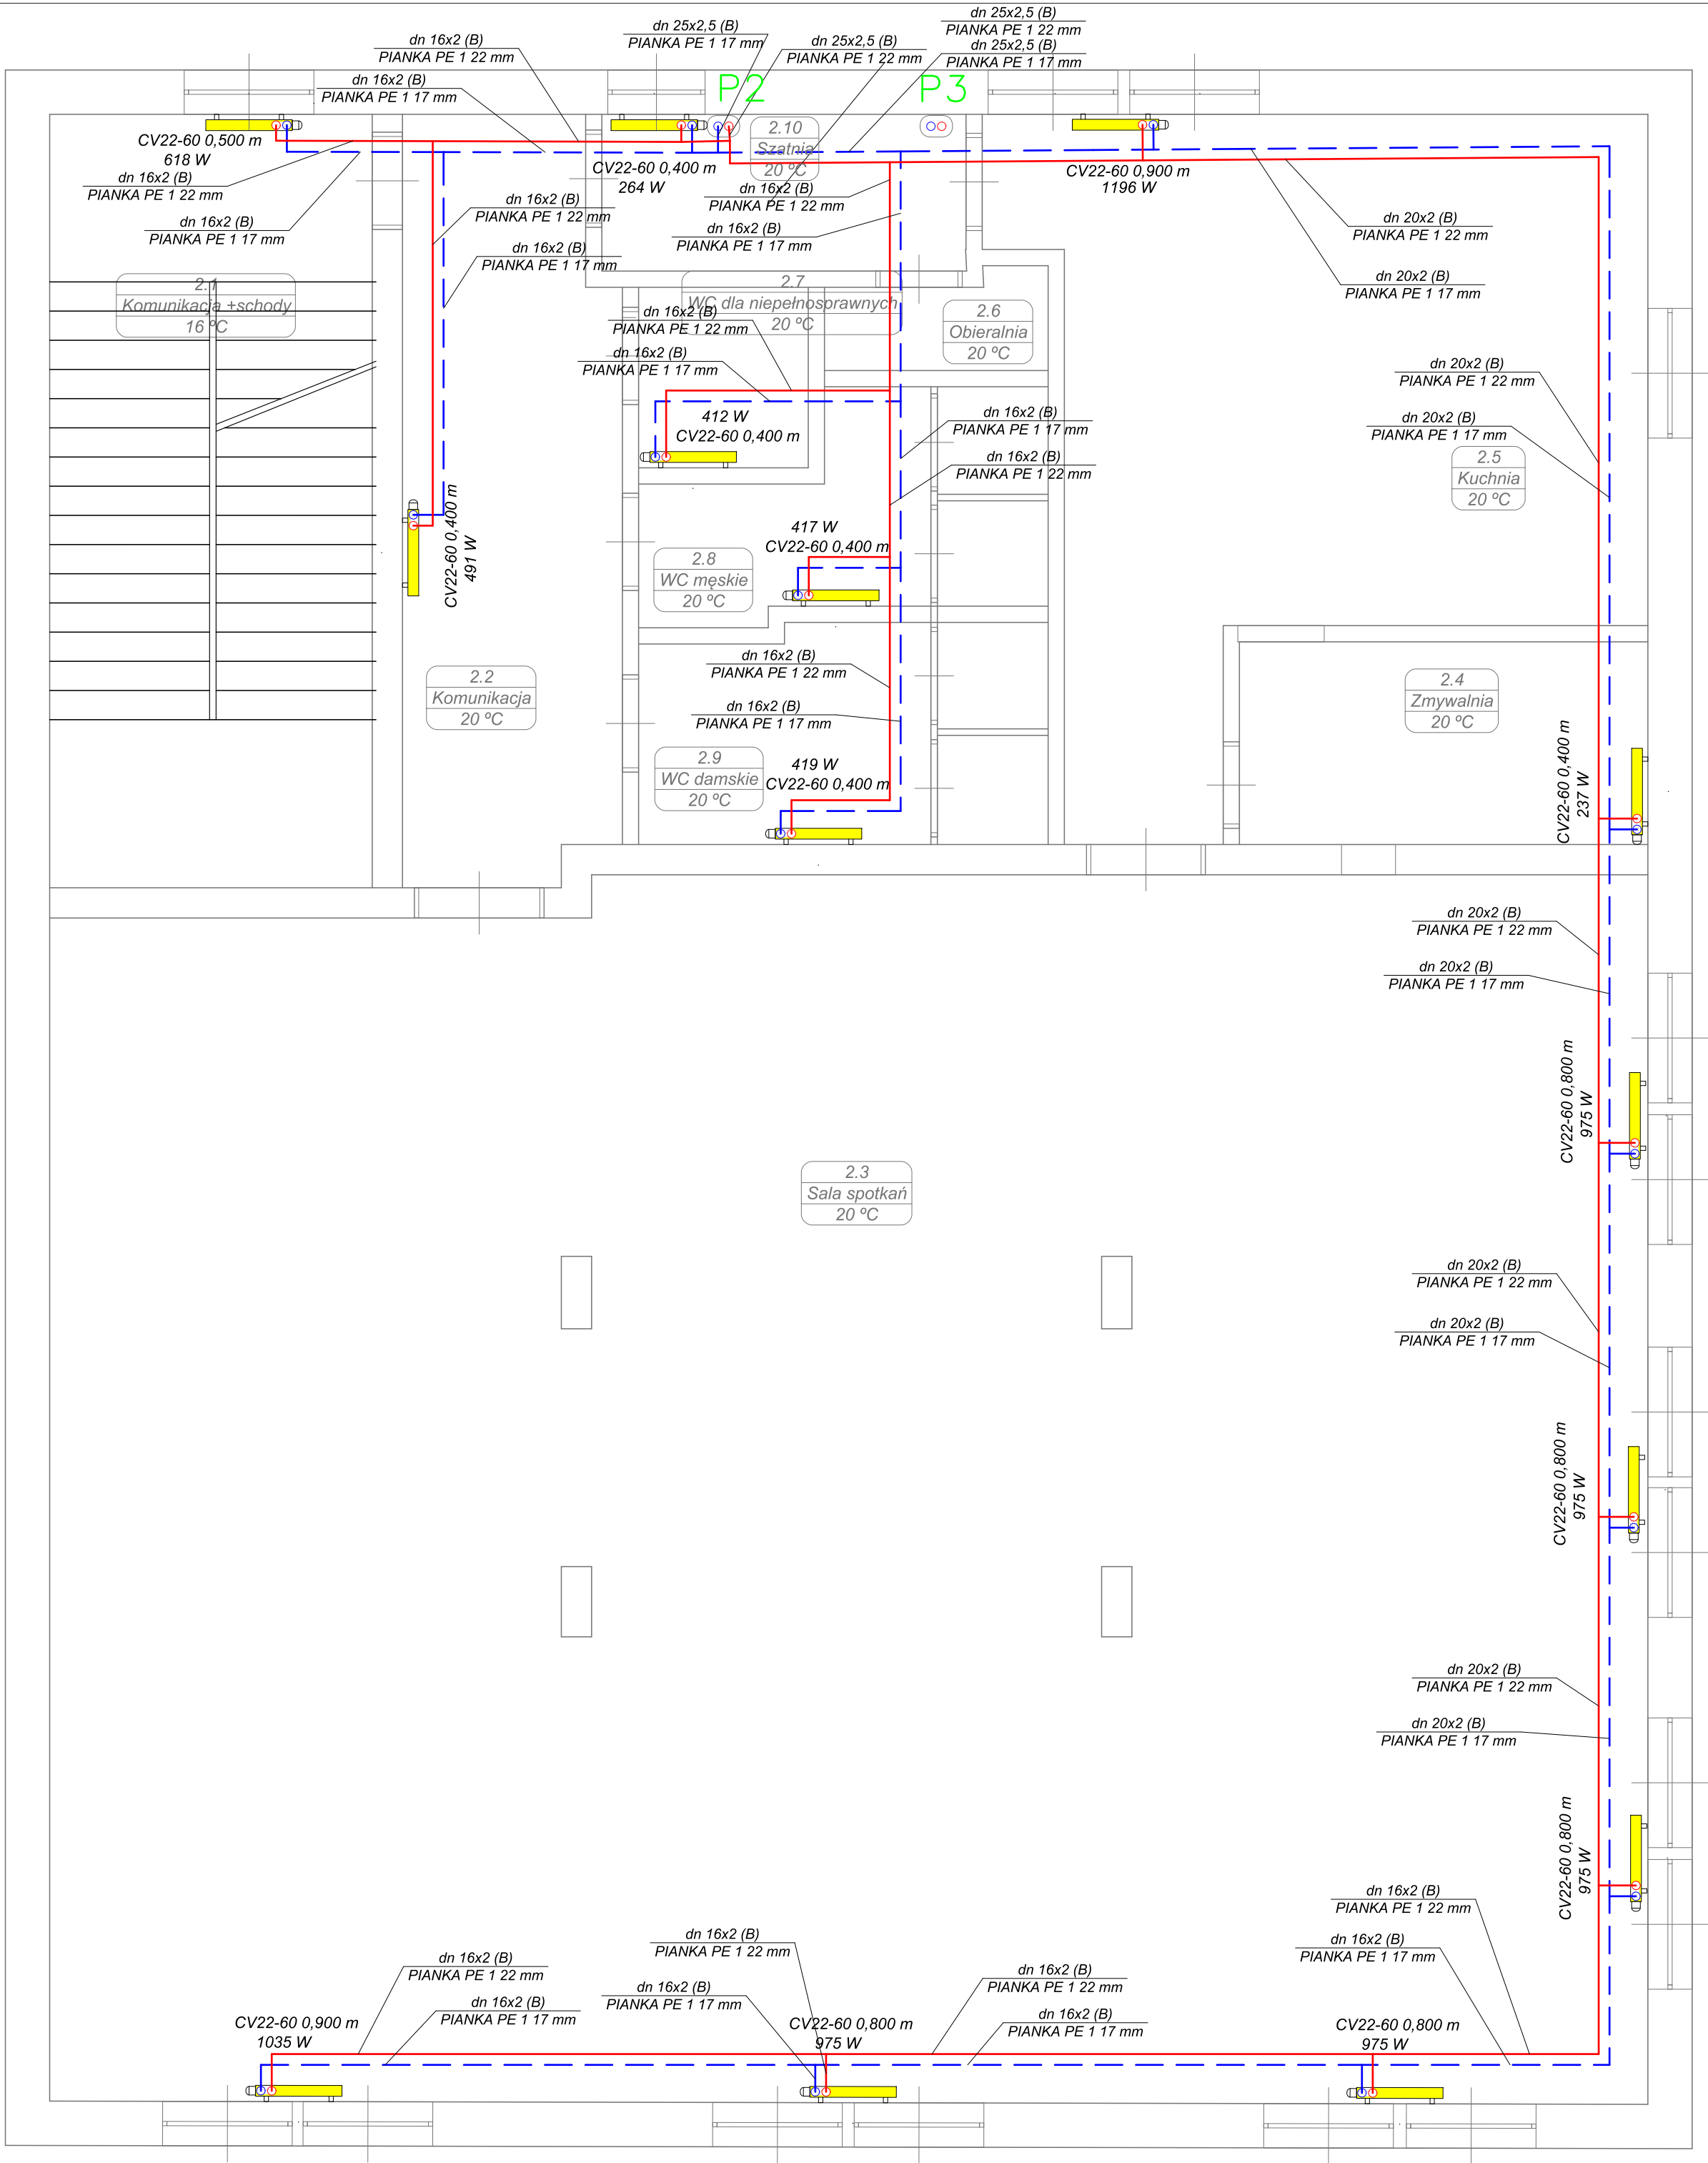 dn 25x2,5 (B)
PIANKA PE 1 22 mm
dn 25x2,5 (B)
PIANKA PE 1 17 mm
dn 25x2,5 (B)
PIANKA PE 1 22 mm
dn 25x2,5 (B)
PIANKA PE 1 17 mm
dn 16x2 (B)
PIANKA PE 1 22 mm
dn 16x2 (B)
PIANKA PE 1 17 mm
P2
P3
CV22-60 0,500 m
618 W
2.10
Szatnia
20 ºC
CV22-60 0,400 m
264 W
CV22-60 0,900 m
1196 W
dn 16x2 (B)
PIANKA PE 1 22 mm
dn 16x2 (B)
PIANKA PE 1 17 mm
dn 16x2 (B)
PIANKA PE 1 22 mm
dn 16x2 (B)
PIANKA PE 1 17 mm
dn 16x2 (B)
PIANKA PE 1 22 mm
dn 16x2 (B)
PIANKA PE 1 17 mm
dn 20x2 (B)
PIANKA PE 1 22 mm
dn 20x2 (B)
PIANKA PE 1 17 mm
2.1
Komunikacja +schody
16 ºC
2.7
WC dla niepełnosprawnych
20 ºC
dn 16x2 (B)
PIANKA PE 1 22 mm
dn 16x2 (B)
PIANKA PE 1 17 mm
2.6
Obieralnia
20 ºC
dn 20x2 (B)
PIANKA PE 1 22 mm
dn 20x2 (B)
PIANKA PE 1 17 mm
412 W
CV22-60 0,400 m
dn 16x2 (B)
PIANKA PE 1 17 mm
dn 16x2 (B)
PIANKA PE 1 22 mm
2.5
Kuchnia
20 ºC
CV22-60 0,400 m
491 W
417 W
CV22-60 0,400 m
2.8
WC męskie
20 ºC
2.2
Komunikacja
20 ºC
dn 16x2 (B)
PIANKA PE 1 22 mm
dn 16x2 (B)
PIANKA PE 1 17 mm
2.4
Zmywalnia
20 ºC
2.9
WC damskie
20 ºC
419 W
CV22-60 0,400 m
CV22-60 0,400 m
237 W
dn 20x2 (B)
PIANKA PE 1 22 mm
dn 20x2 (B)
PIANKA PE 1 17 mm
CV22-60 0,800 m
975 W
2.3
Sala spotkań
20 ºC
dn 20x2 (B)
PIANKA PE 1 22 mm
dn 20x2 (B)
PIANKA PE 1 17 mm
CV22-60 0,800 m
975 W
dn 20x2 (B)
PIANKA PE 1 22 mm
dn 20x2 (B)
PIANKA PE 1 17 mm
CV22-60 0,800 m
975 W
dn 16x2 (B)
PIANKA PE 1 22 mm
dn 16x2 (B)
PIANKA PE 1 17 mm
dn 16x2 (B)
PIANKA PE 1 22 mm
dn 16x2 (B)
PIANKA PE 1 17 mm
dn 16x2 (B)
PIANKA PE 1 22 mm
dn 16x2 (B)
PIANKA PE 1 17 mm
dn 16x2 (B)
PIANKA PE 1 22 mm
dn 16x2 (B)
PIANKA PE 1 17 mm
CV22-60 0,900 m
1035 W
CV22-60 0,800 m
975 W
CV22-60 0,800 m
975 W